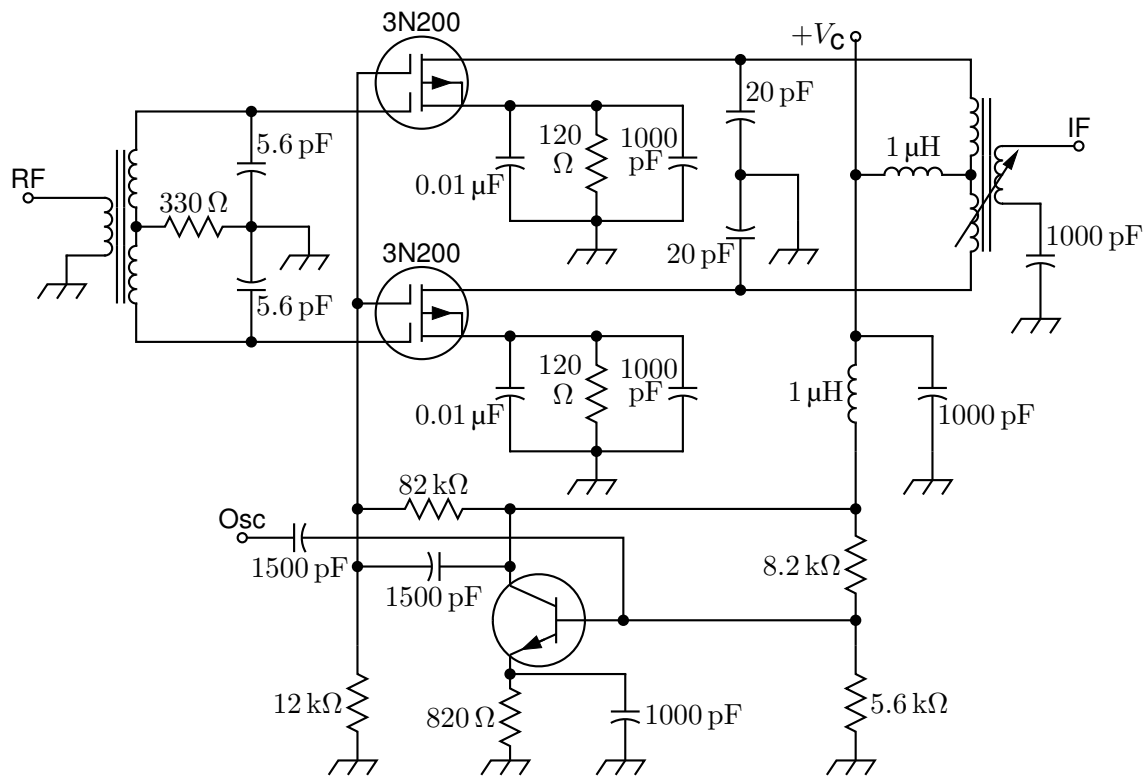 3N200
+V_C
20 pF
120 Ω
1000 pF
IF
1 µH
5.6 pF
0.01 µF
RF
330 Ω
1000 pF
3N200
20 pF
5.6 pF
120 Ω
1000 pF
1 µH
0.01 µF
1000 pF
82 kΩ
Osc
1500 pF
8.2 kΩ
1500 pF
12 kΩ
820 Ω
1000 pF
5.6 kΩ